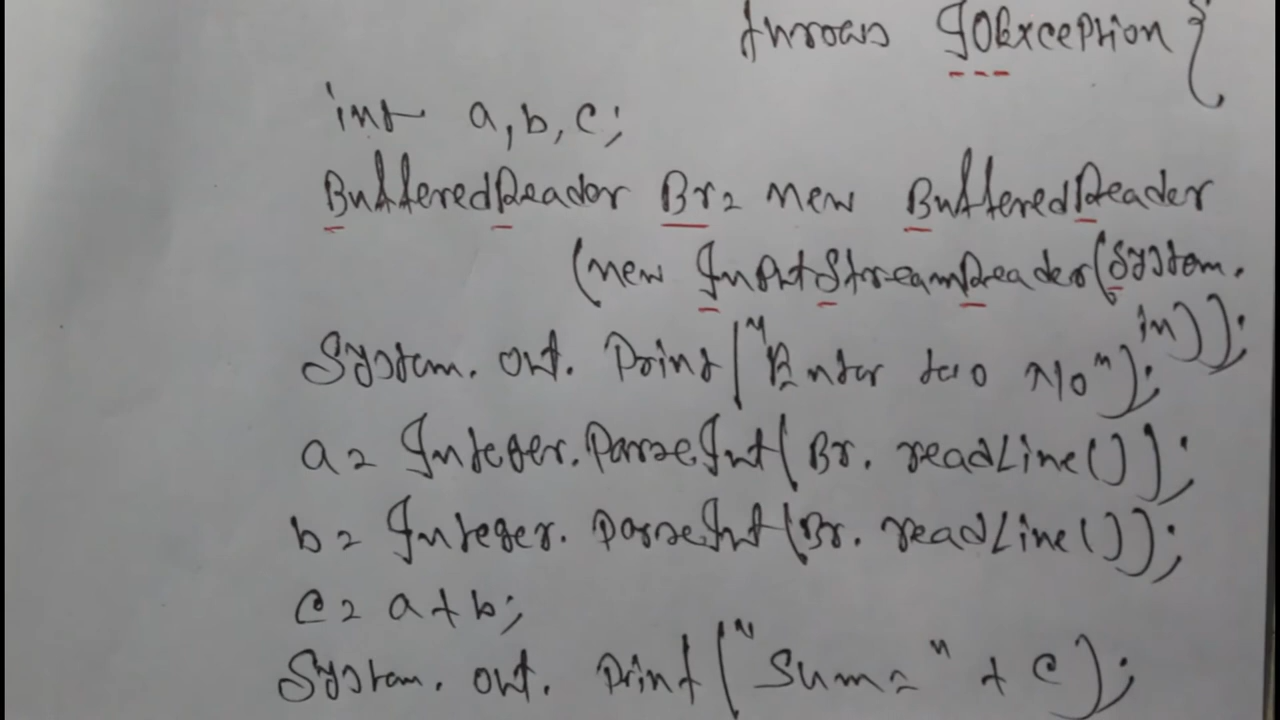 throws IOException {
int a, b, c;
BufferedReader Br = new BufferedReader
(new InputStreamReader(System.
in));
System. out. Print("Enter two No");
a = Integer.ParseInt(Br. readLine());
b = Integer. ParseInt(Br. readLine());
c = a + b;
System. out. Print("Sum = " + c);